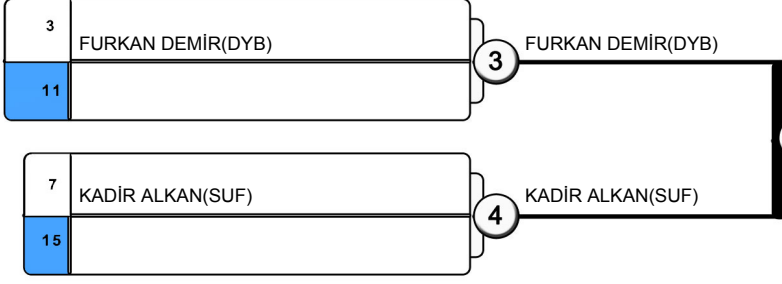 3
FURKAN DEMİR(DYB)
3
FURKAN DEMİR(DYB)
11
7
KADİR ALKAN(SUF)
4
KADİR ALKAN(SUF)
15